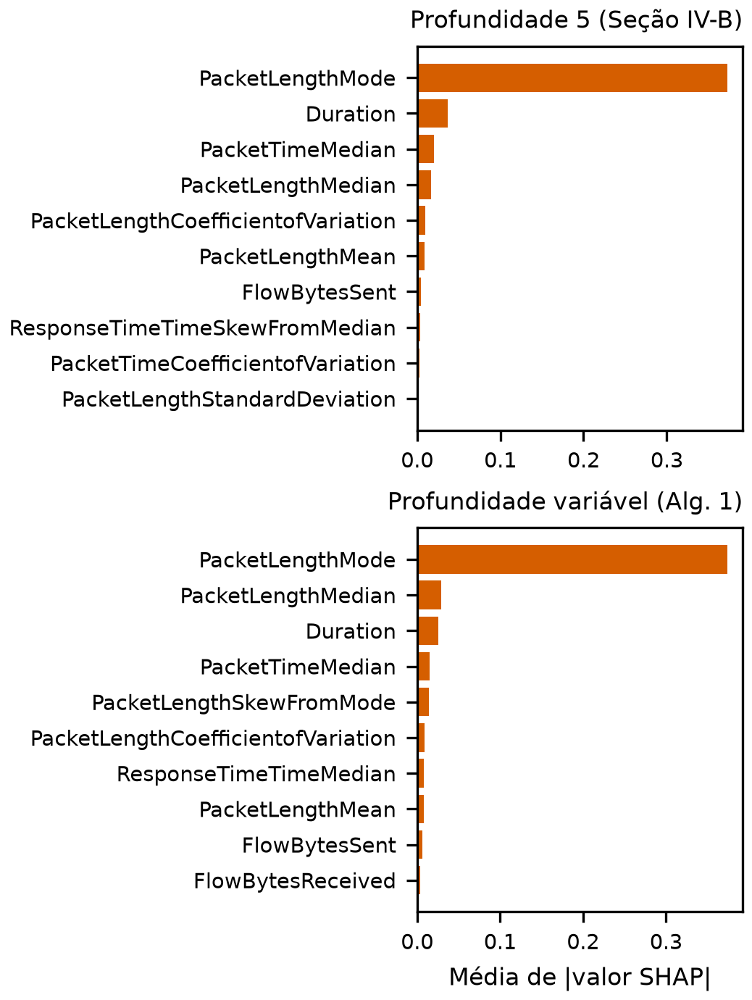 Profundidade 5 (Seção IV-B)
PacketLengthMode
Duration
PacketTimeMedian
PacketLengthMedian
PacketLengthCoefficientofVariation
PacketLengthMean
FlowBytesSent
ResponseTimeTimeSkewFromMedian
PacketTimeCoefficientofVariation
PacketLengthStandardDeviation
0.0 0.1 0.2 0.3
Profundidade variável (Alg. 1)
PacketLengthMode
PacketLengthMedian
Duration
PacketTimeMedian
PacketLengthSkewFromMode
PacketLengthCoefficientofVariation
ResponseTimeTimeMedian
PacketLengthMean
FlowBytesSent
FlowBytesReceived
0.0 0.1 0.2 0.3
Média de |valor SHAP|